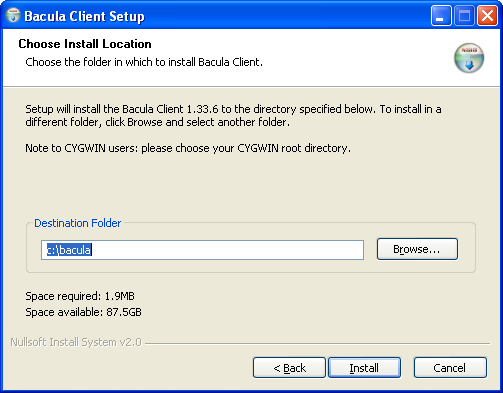 Bacula Client Setup
Choose Install Location
Choose the folder in which to install Bacula Client.
Setup will install the Bacula Client 1.33.6 to the directory specified below. To install in a
different folder, click Browse and select another folder.
Note to CYGWIN users: please choose your CYGWIN root directory.
Destination Folder
c:\bacula
Browse...
Space required: 1.9MB
Space available: 87.5GB
Nullsoft Install System v2.0
< Back
Install
Cancel